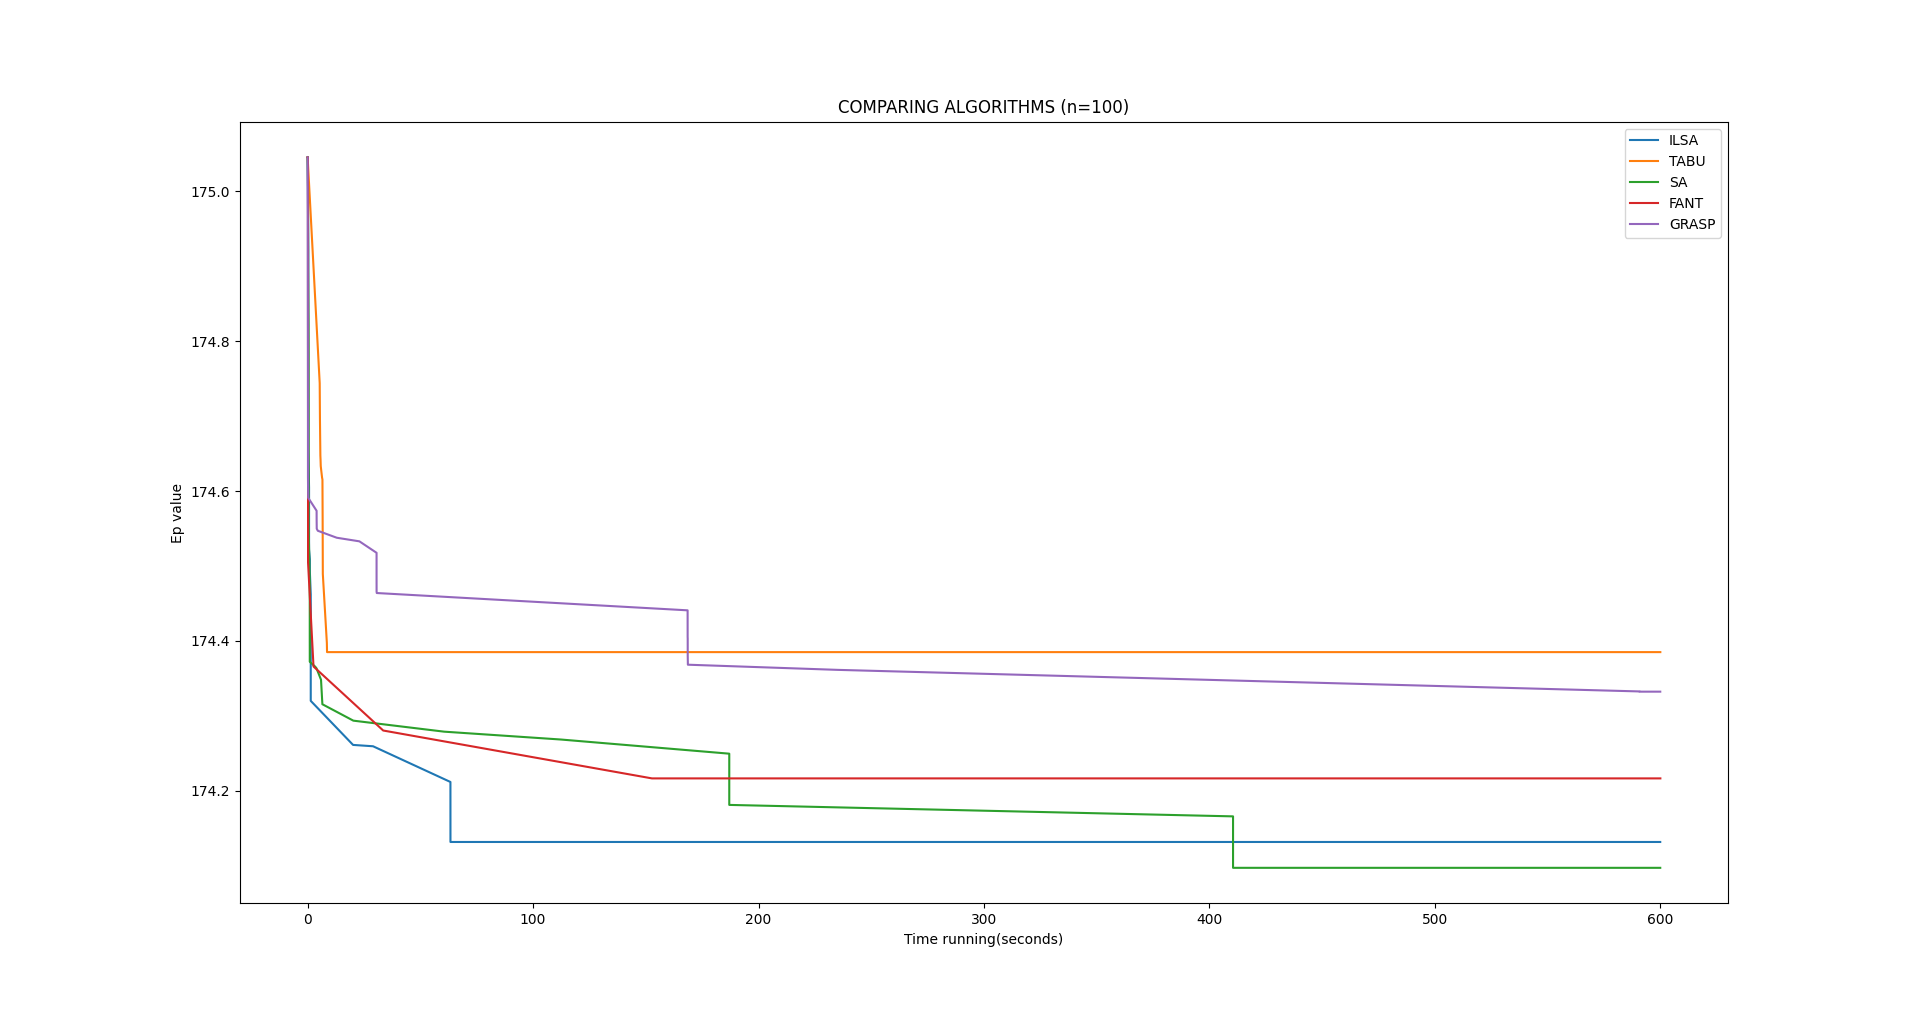 COMPARING ALGORITHMS (n=100)
ILSA
TABU
SA
FANT
GRASP
175.0
174.8
174.6
174.4
174.2
Ep value
0 100 200 300 400 500 600
Time running(seconds)